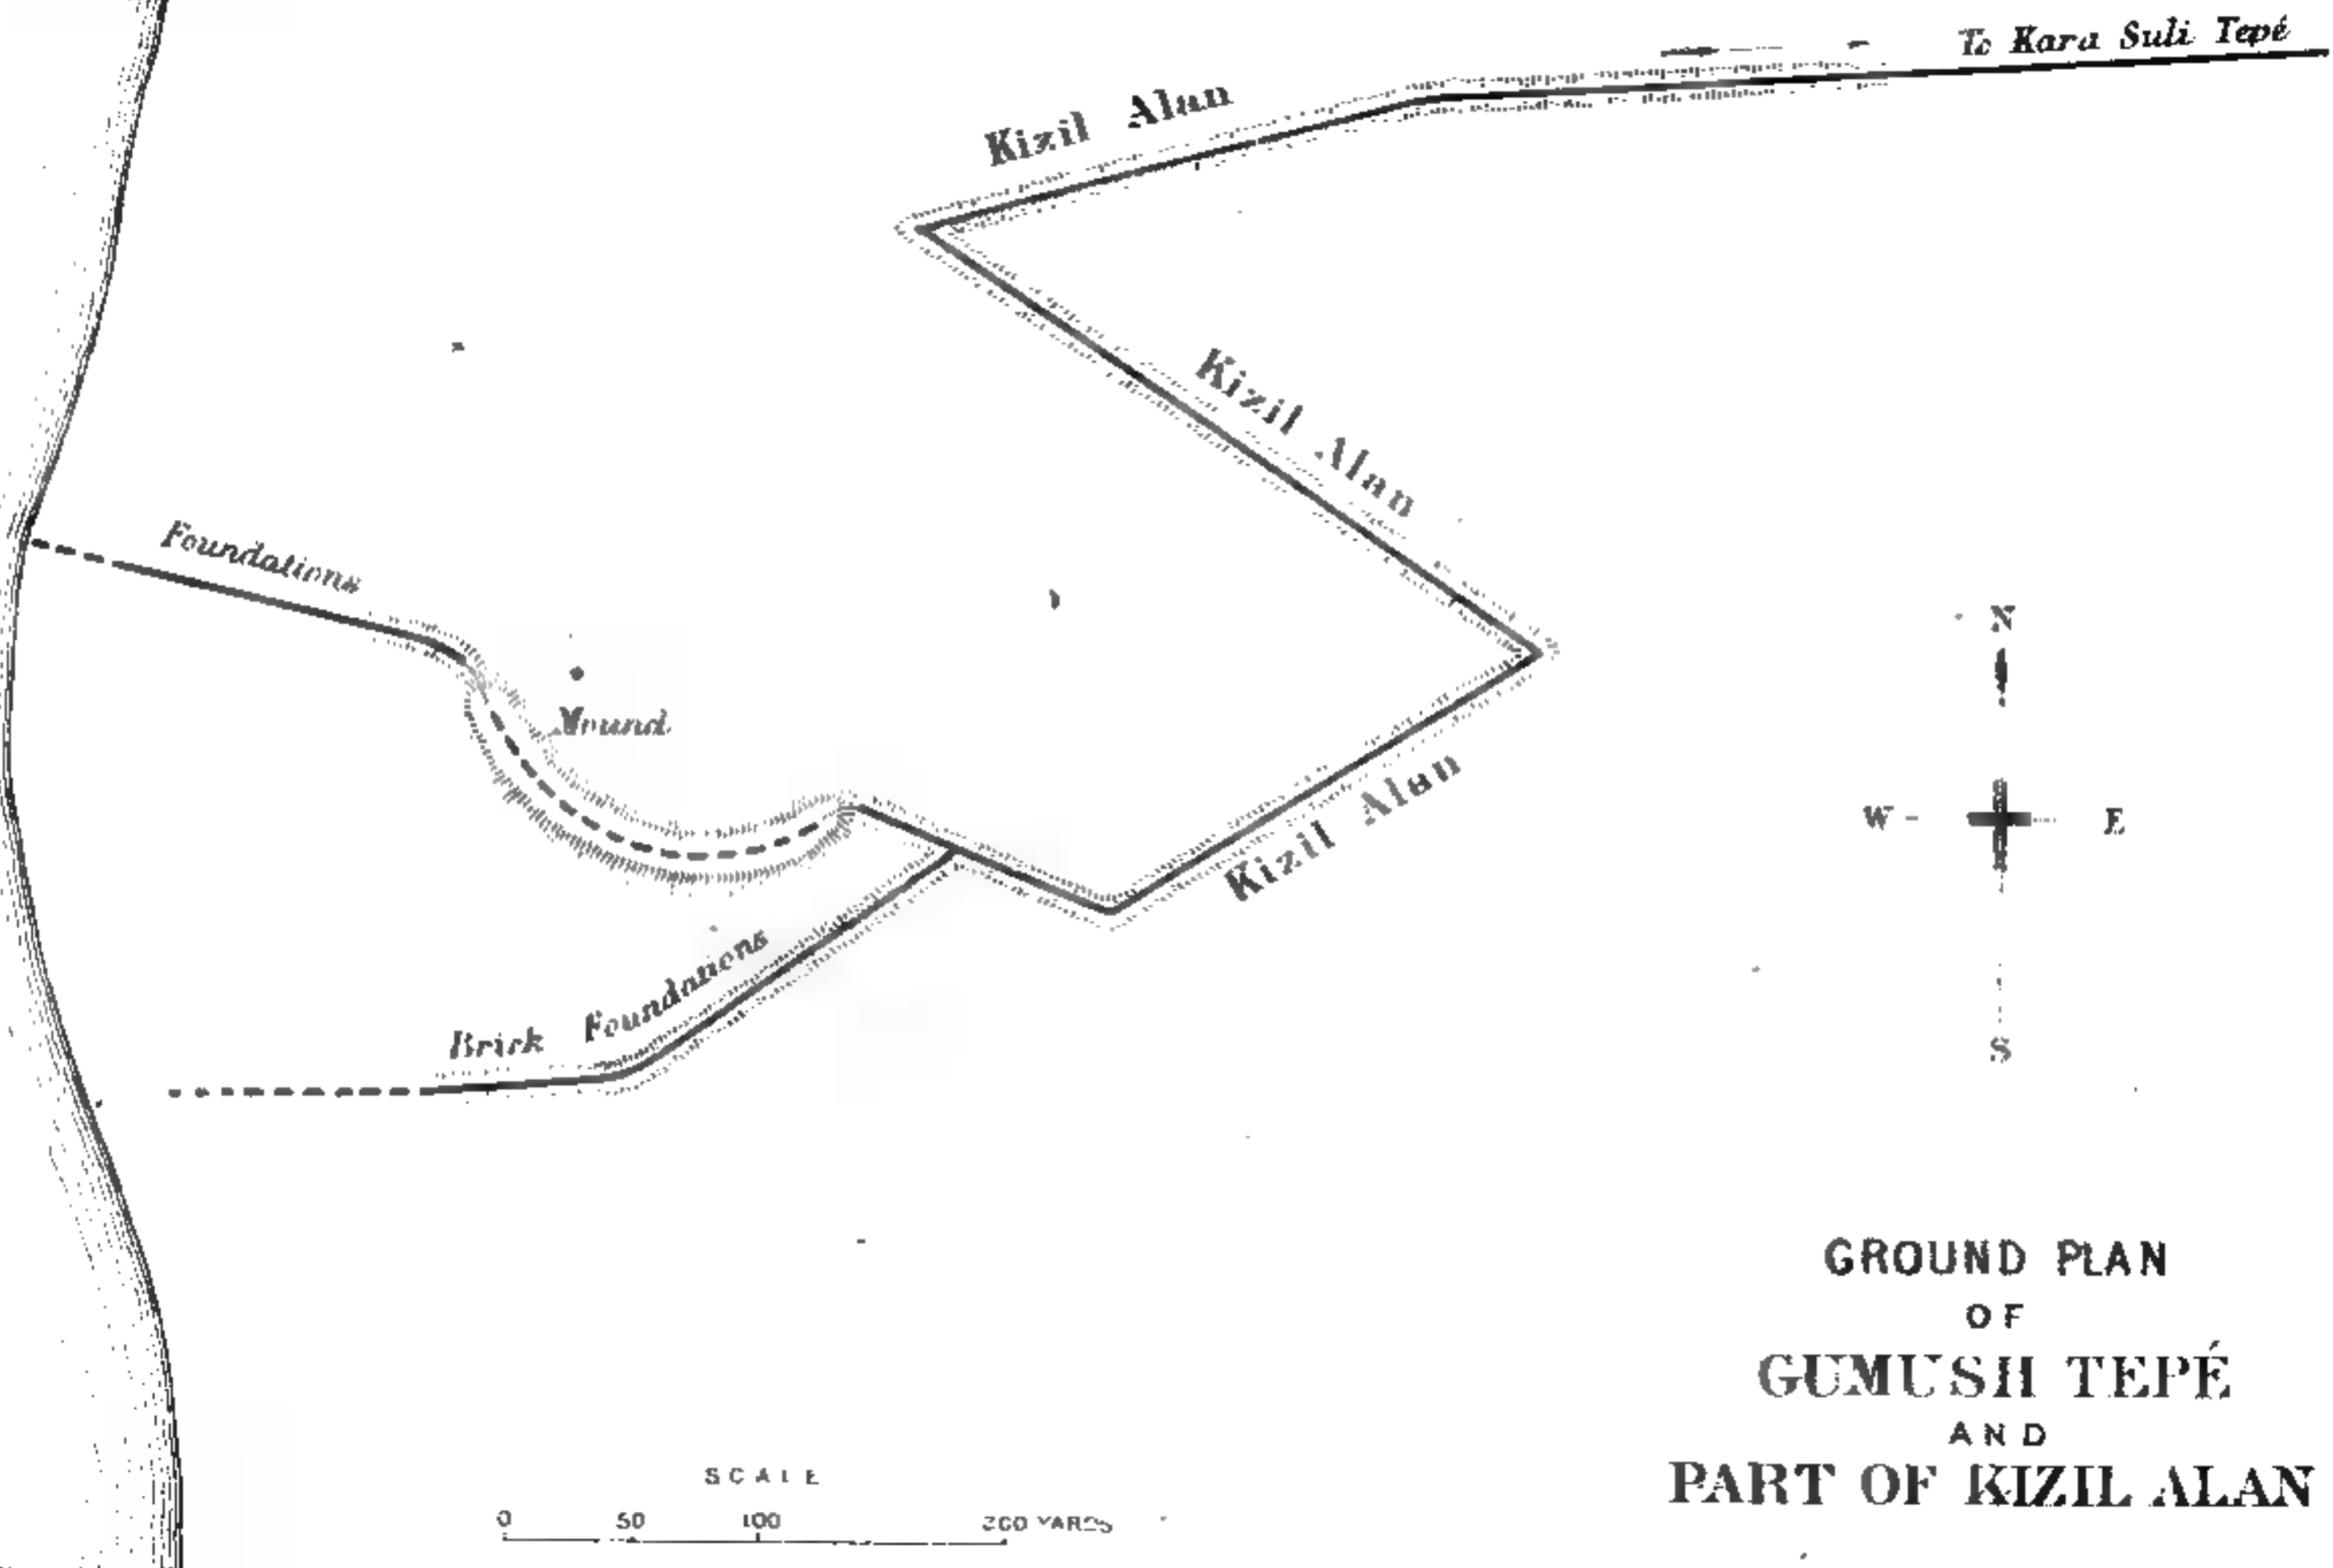 To Kara Suli Tepé
Kizil Alan
Kizil Alan
Foundations
Mound
Kizil Alan
Brick Foundations
N
W E
S
GROUND PLAN
OF
GUMUSH TEPÉ
AND
PART OF KIZIL ALAN
SCALE
0 50 100 200 YARDS